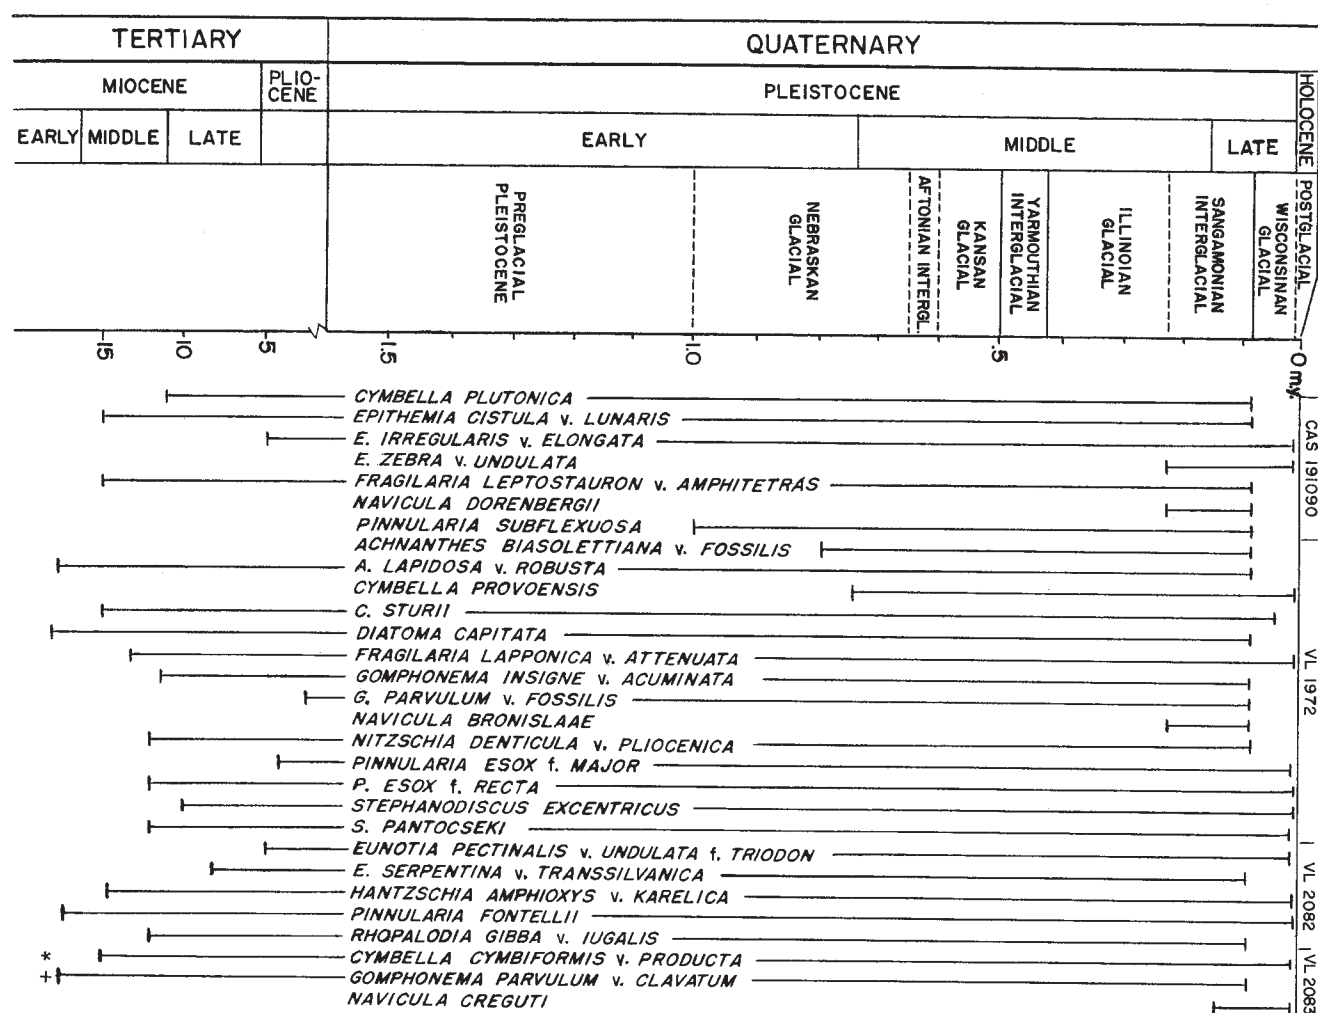 TERTIARY
QUATERNARY
MIOCENE
PLIO-
CENE
PLEISTOCENE
HOLOCENE
EARLY
MIDDLE
LATE
EARLY
MIDDLE
LATE
PREGLACIAL
PLEISTOCENE
NEBRASKAN
GLACIAL
AFTONIAN INTERGL.
KANSAN
GLACIAL
YARMOUTHIAN
INTERGLACIAL
ILLINOIAN
GLACIAL
SANGAMONIAN
INTERGLACIAL
WISCONSINAN
GLACIAL
POSTGLACIAL
15
10
5
1.5
1.0
.5
0 m.y.
CYMBELLA PLUTONICA
EPITHEMIA CISTULA v. LUNARIS
E. IRREGULARIS v. ELONGATA
E. ZEBRA v. UNDULATA
FRAGILARIA LEPTOSTAURON v. AMPHITETRAS
NAVICULA DORENBERGII
PINNULARIA SUBFLEXUOSA
CAS 191090
ACHNANTHES BIASOLETTIANA v. FOSSILIS
A. LAPIDOSA v. ROBUSTA
CYMBELLA PROVOENSIS
C. STURII
DIATOMA CAPITATA
FRAGILARIA LAPPONICA v. ATTENUATA
GOMPHONEMA INSIGNE v. ACUMINATA
G. PARVULUM v. FOSSILIS
NAVICULA BRONISLAAE
NITZSCHIA DENTICULA v. PLIOCENICA
PINNULARIA ESOX f. MAJOR
P. ESOX f. RECTA
STEPHANODISCUS EXCENTRICUS
S. PANTOCSEKI
VL 1972
EUNOTIA PECTINALIS v. UNDULATA f. TRIODON
E. SERPENTINA v. TRANSSILVANICA
HANTZSCHIA AMPHIOXYS v. KARELICA
PINNULARIA FONTELLII
RHOPALODIA GIBBA v. IUGALIS
VL 2082
* CYMBELLA CYMBIFORMIS v. PRODUCTA
+ GOMPHONEMA PARVULUM v. CLAVATUM
NAVICULA CREGUTI
VL 2083